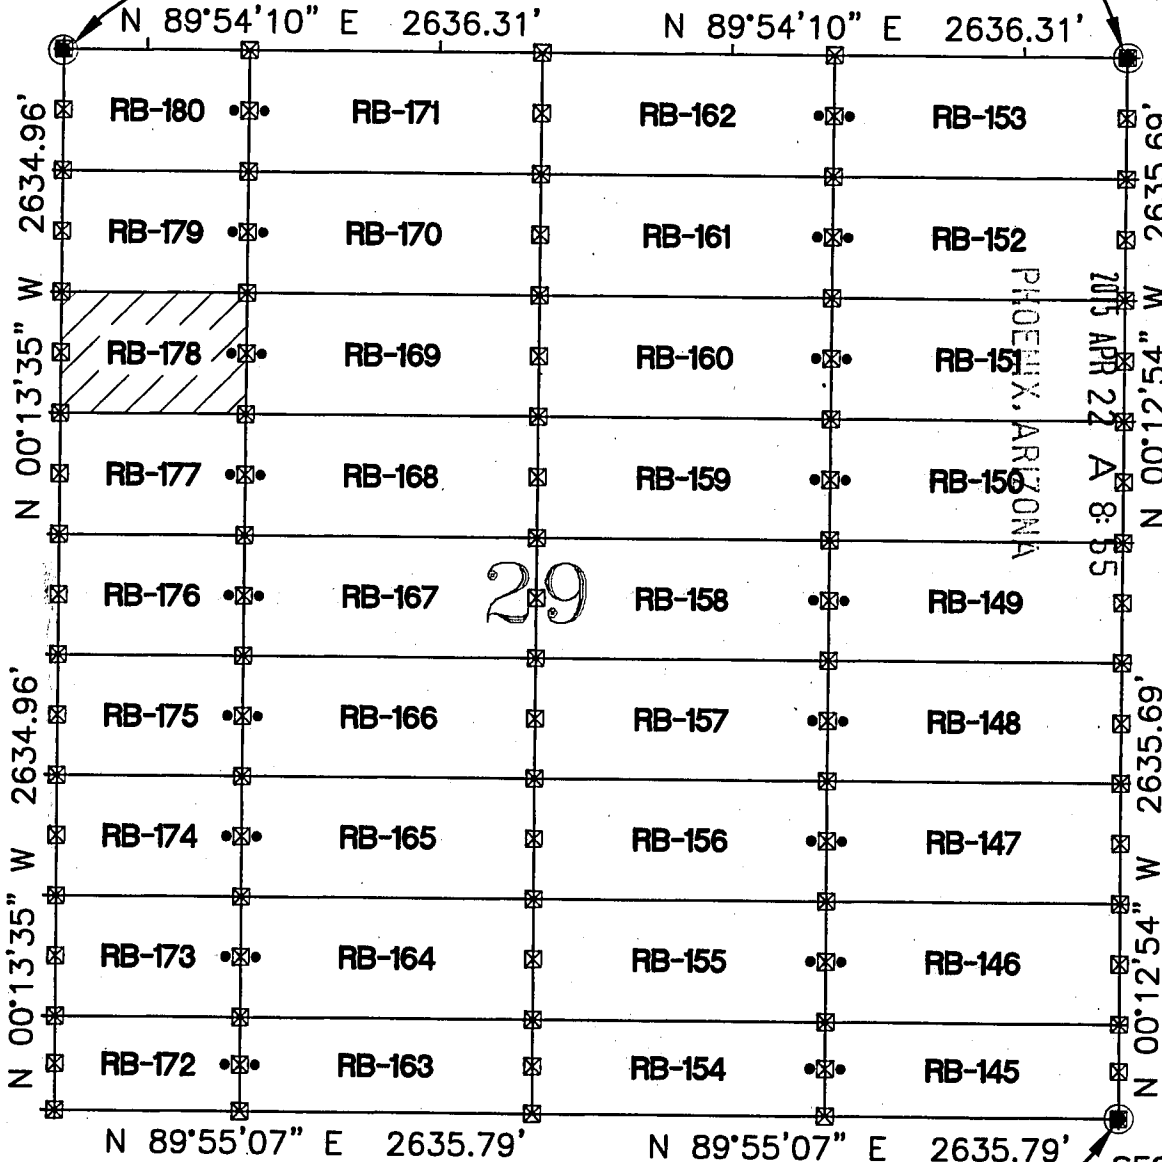 N 89°54'10" E 2636.31' N 89°54'10" E 2636.31'
N 00°13'35" W 2634.96'
N 00°13'35" W 2634.96'
RB-180 RB-171 RB-162 RB-153
RB-179 RB-170 RB-161 RB-152
RB-178 RB-169 RB-160 RB-151
RB-177 RB-168 RB-159 RB-150
RB-176 RB-167 29 RB-158 RB-149
RB-175 RB-166 RB-157 RB-148
RB-174 RB-165 RB-156 RB-147
RB-173 RB-164 RB-155 RB-146
RB-172 RB-163 RB-154 RB-145
2015 APR 22 A 8:55
PHOENIX, ARIZONA
N 00°12'54" W 2635.69'
N 00°12'54" W 2635.69'
N 89°55'07" E 2635.79' N 89°55'07" E 2635.79'